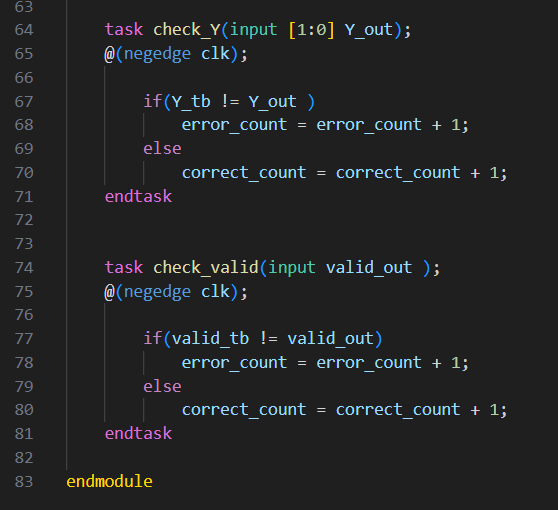 63
64 task check_Y(input [1:0] Y_out);
65 @(negedge clk);
66
67 if(Y_tb != Y_out )
68 error_count = error_count + 1;
69 else
70 correct_count = correct_count + 1;
71 endtask
72
73
74 task check_valid(input valid_out );
75 @(negedge clk);
76
77 if(valid_tb != valid_out)
78 error_count = error_count + 1;
79 else
80 correct_count = correct_count + 1;
81 endtask
82
83 endmodule